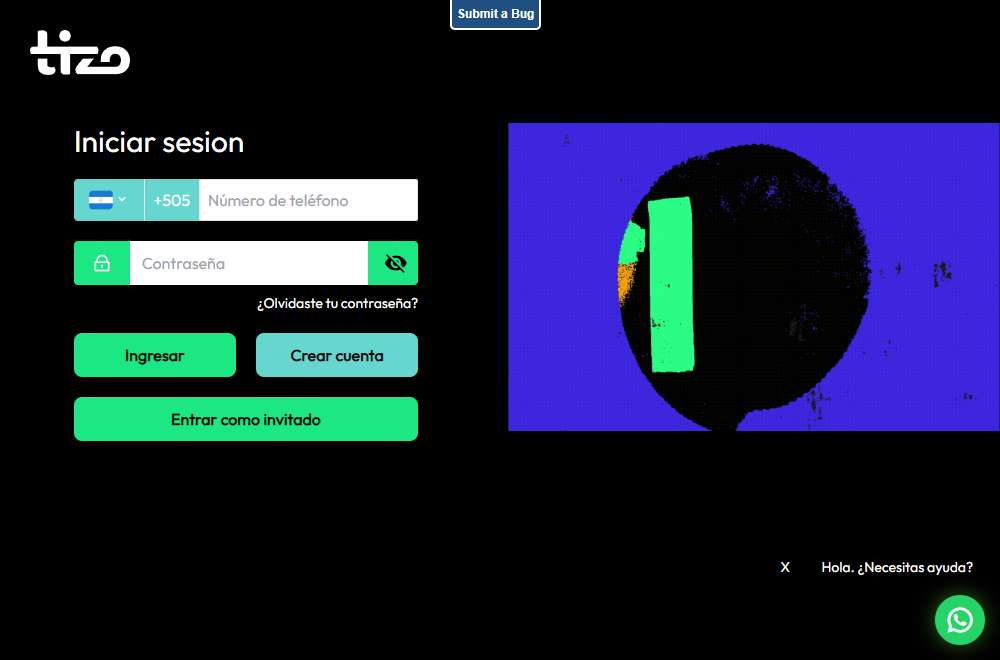 Submit a Bug
tizo
Iniciar sesion
+505
Número de teléfono
Contraseña
¿Olvidaste tu contraseña?
Ingresar
Crear cuenta
Entrar como invitado
X
Hola. ¿Necesitas ayuda?